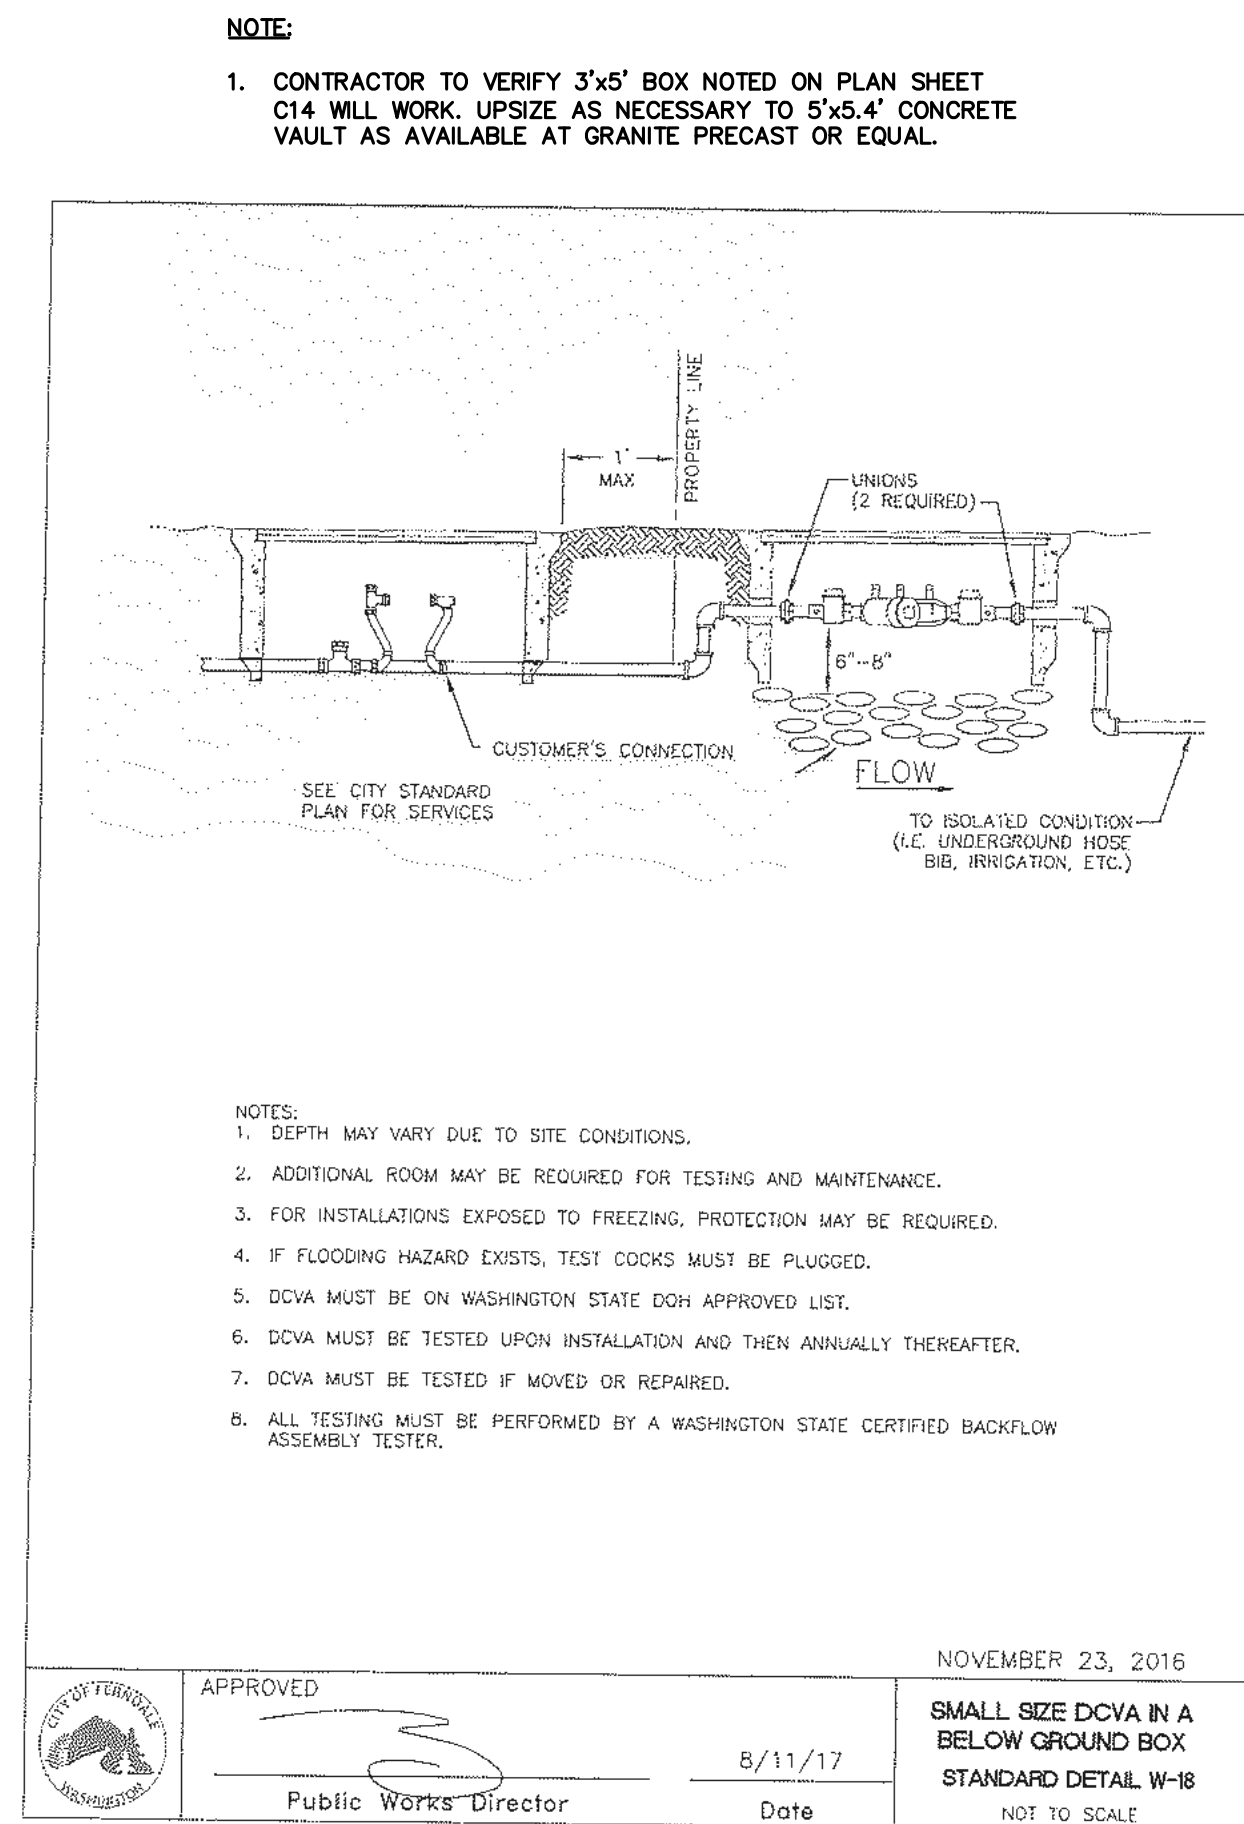 NOTE:
1. CONTRACTOR TO VERIFY 3'x5' BOX NOTED ON PLAN SHEET
C14 WILL WORK. UPSIZE AS NECESSARY TO 5'x5.4' CONCRETE
VAULT AS AVAILABLE AT GRANITE PRECAST OR EQUAL.
PROPERTY LINE
1'
MAX
UNIONS
(2 REQUIRED)
6"-8"
CUSTOMER'S CONNECTION
FLOW
SEE CITY STANDARD
PLAN FOR SERVICES
TO ISOLATED CONDITION
(I.E. UNDERGROUND HOSE
BIB, IRRIGATION, ETC.)
NOTES:
1. DEPTH MAY VARY DUE TO SITE CONDITIONS.
2. ADDITIONAL ROOM MAY BE REQUIRED FOR TESTING AND MAINTENANCE.
3. FOR INSTALLATIONS EXPOSED TO FREEZING, PROTECTION MAY BE REQUIRED.
4. IF FLOODING HAZARD EXISTS, TEST COCKS MUST BE PLUGGED.
5. DCVA MUST BE ON WASHINGTON STATE DOH APPROVED LIST.
6. DCVA MUST BE TESTED UPON INSTALLATION AND THEN ANNUALLY THEREAFTER.
7. DCVA MUST BE TESTED IF MOVED OR REPAIRED.
8. ALL TESTING MUST BE PERFORMED BY A WASHINGTON STATE CERTIFIED BACKFLOW
ASSEMBLY TESTER.
NOVEMBER 23, 2016
CITY OF FERNDALE
WASHINGTON
APPROVED
8/11/17
Public Works Director
Date
SMALL SIZE DCVA IN A
BELOW GROUND BOX
STANDARD DETAIL W-18
NOT TO SCALE